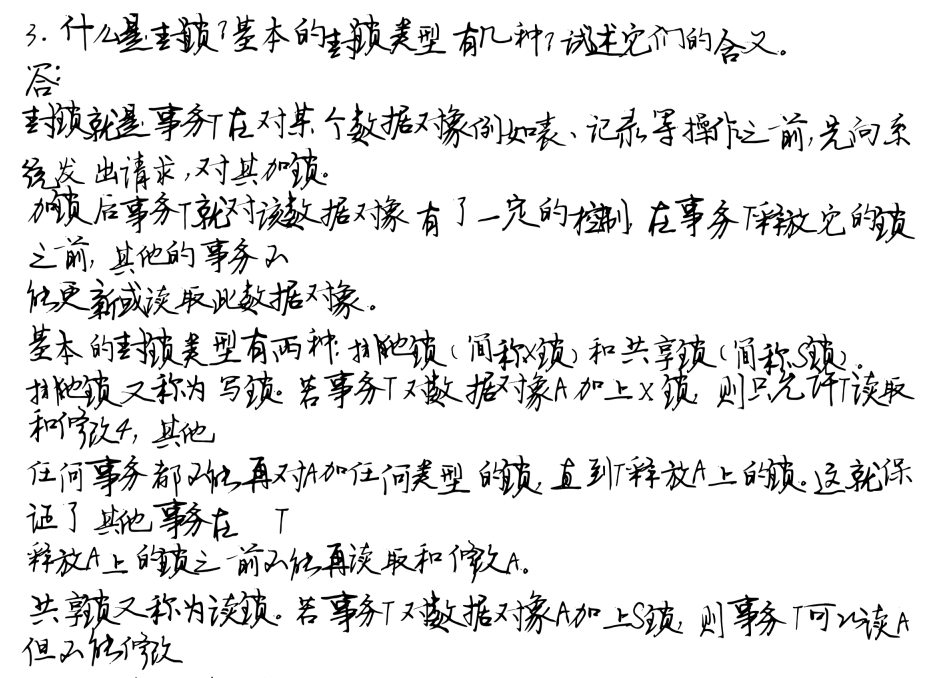 3. 什么是封锁？基本的封锁类型有几种？试述它们的含义。
答：
封锁就是事务T在对某个数据对象例如表、记录等操作之前，先向系
统发出请求，对其加锁。
加锁后事务T就对该数据对象有了一定的控制，在事务T释放它的锁
之前，其他的事务不
能更新或读取此数据对象。
基本的封锁类型有两种：排他锁（简称X锁）和共享锁（简称S锁）。
排他锁又称为写锁。若事务T对数据对象A加上X锁，则只允许T读取
和修改A，其他
任何事务都不能再对A加任何类型的锁，直到T释放A上的锁。这就保
证了其他事务在 T
释放A上的锁之前不能再读取和修改A。
共享锁又称为读锁。若事务T对数据对象A加上S锁，则事务T可以读A
但不能修改